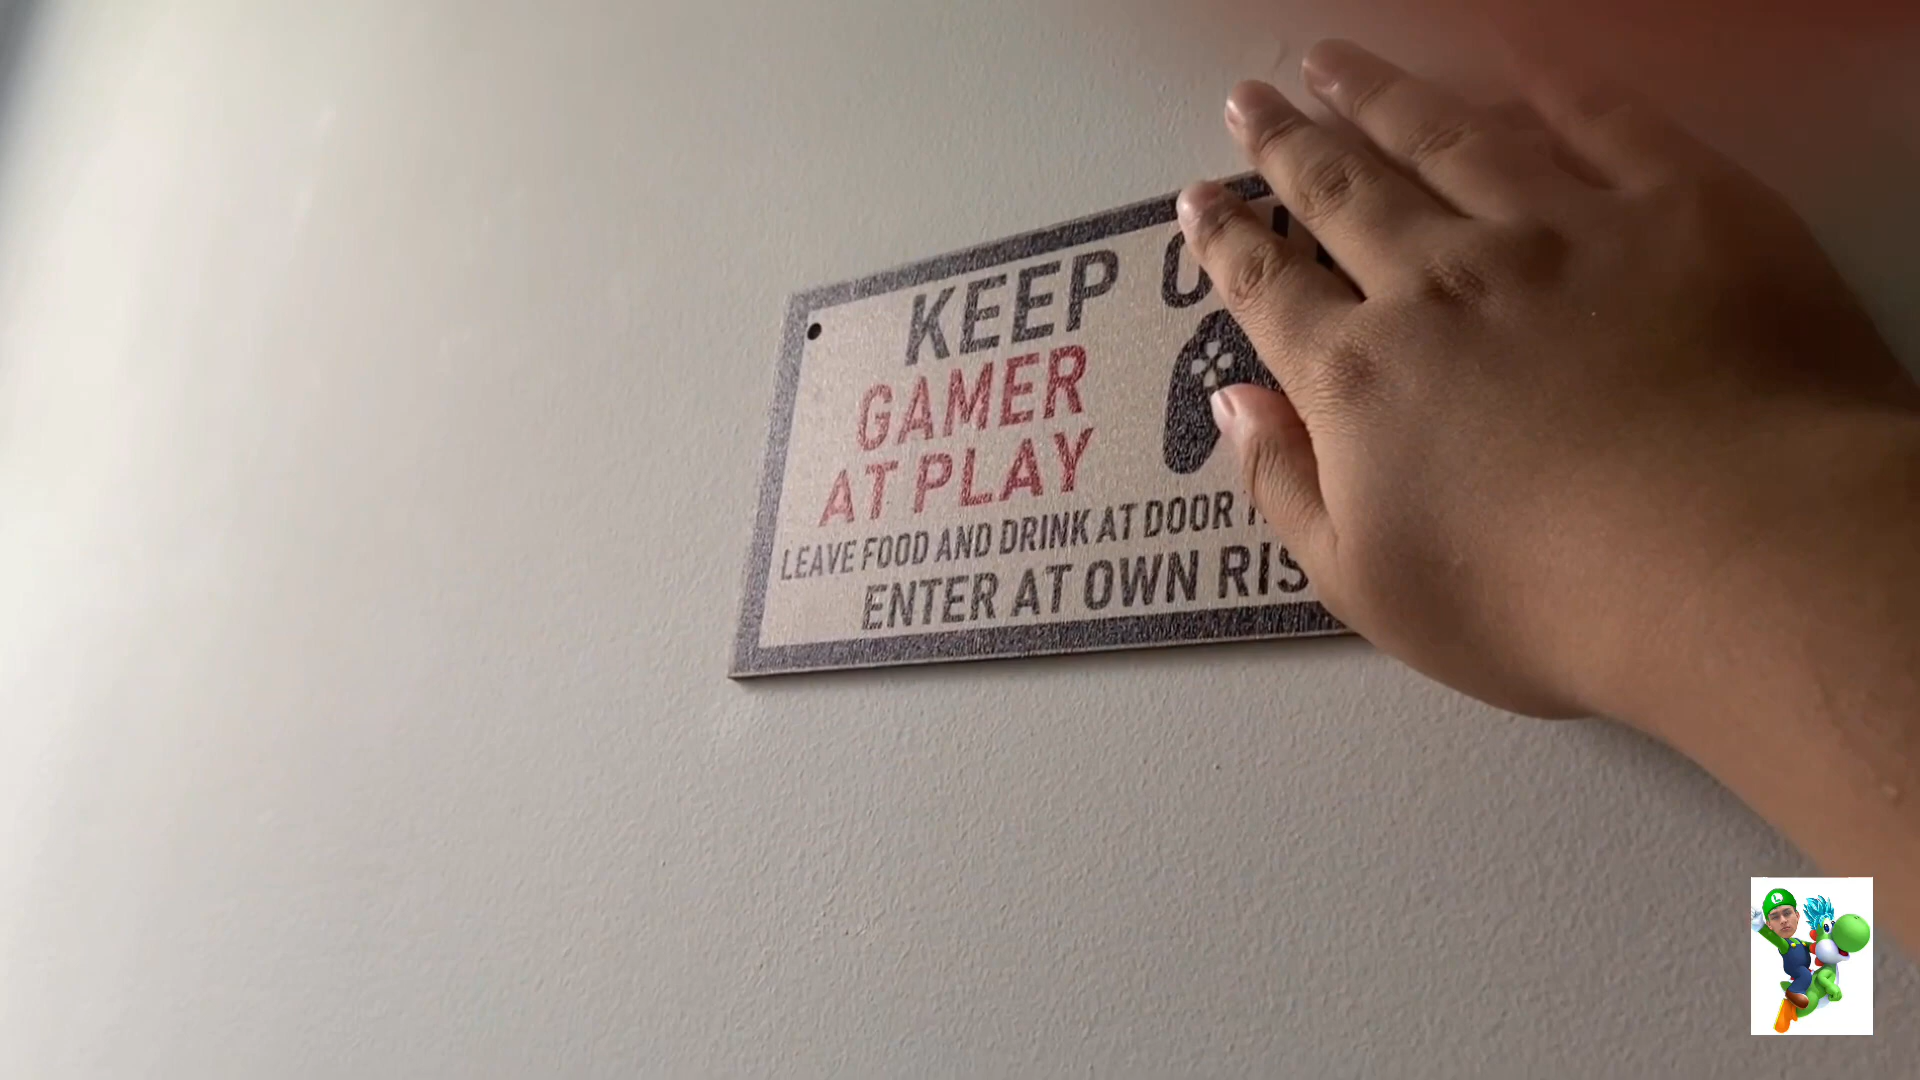 KEEP
GAMER
AT PLAY
LEAVE FOOD AND DRINK AT DOOR
ENTER AT OWN
L